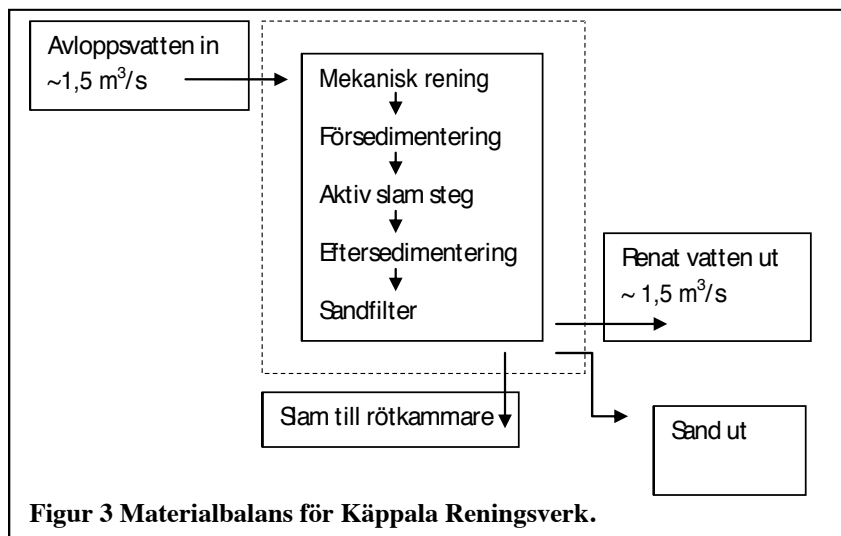 Avloppsvatten in
~1,5 m³/s
Mekanisk rening
Försedimentering
Aktiv slam steg
Eftersedimentering
Sandfilter
Renat vatten ut
~ 1,5 m³/s
Slam till rötkammare
Sand ut
Figur 3 Materialbalans för Käppala Reningsverk.